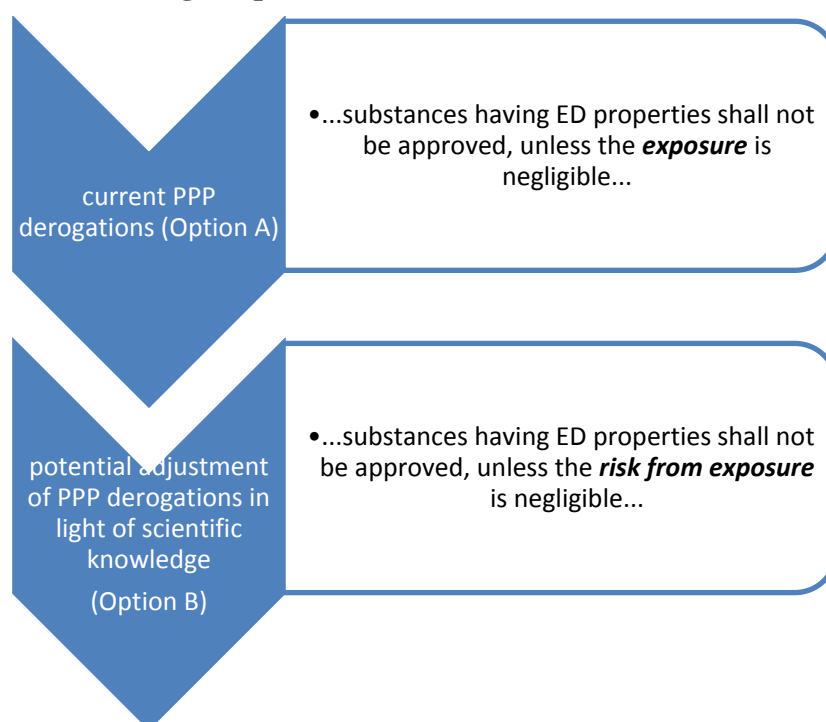 current PPP
derogations (Option A)
•...substances having ED properties shall not
be approved, unless the exposure is
negligible...
potential adjustment
of PPP derogations in
light of scientific
knowledge
(Option B)
•...substances having ED properties shall not
be approved, unless the risk from exposure
is negligible...